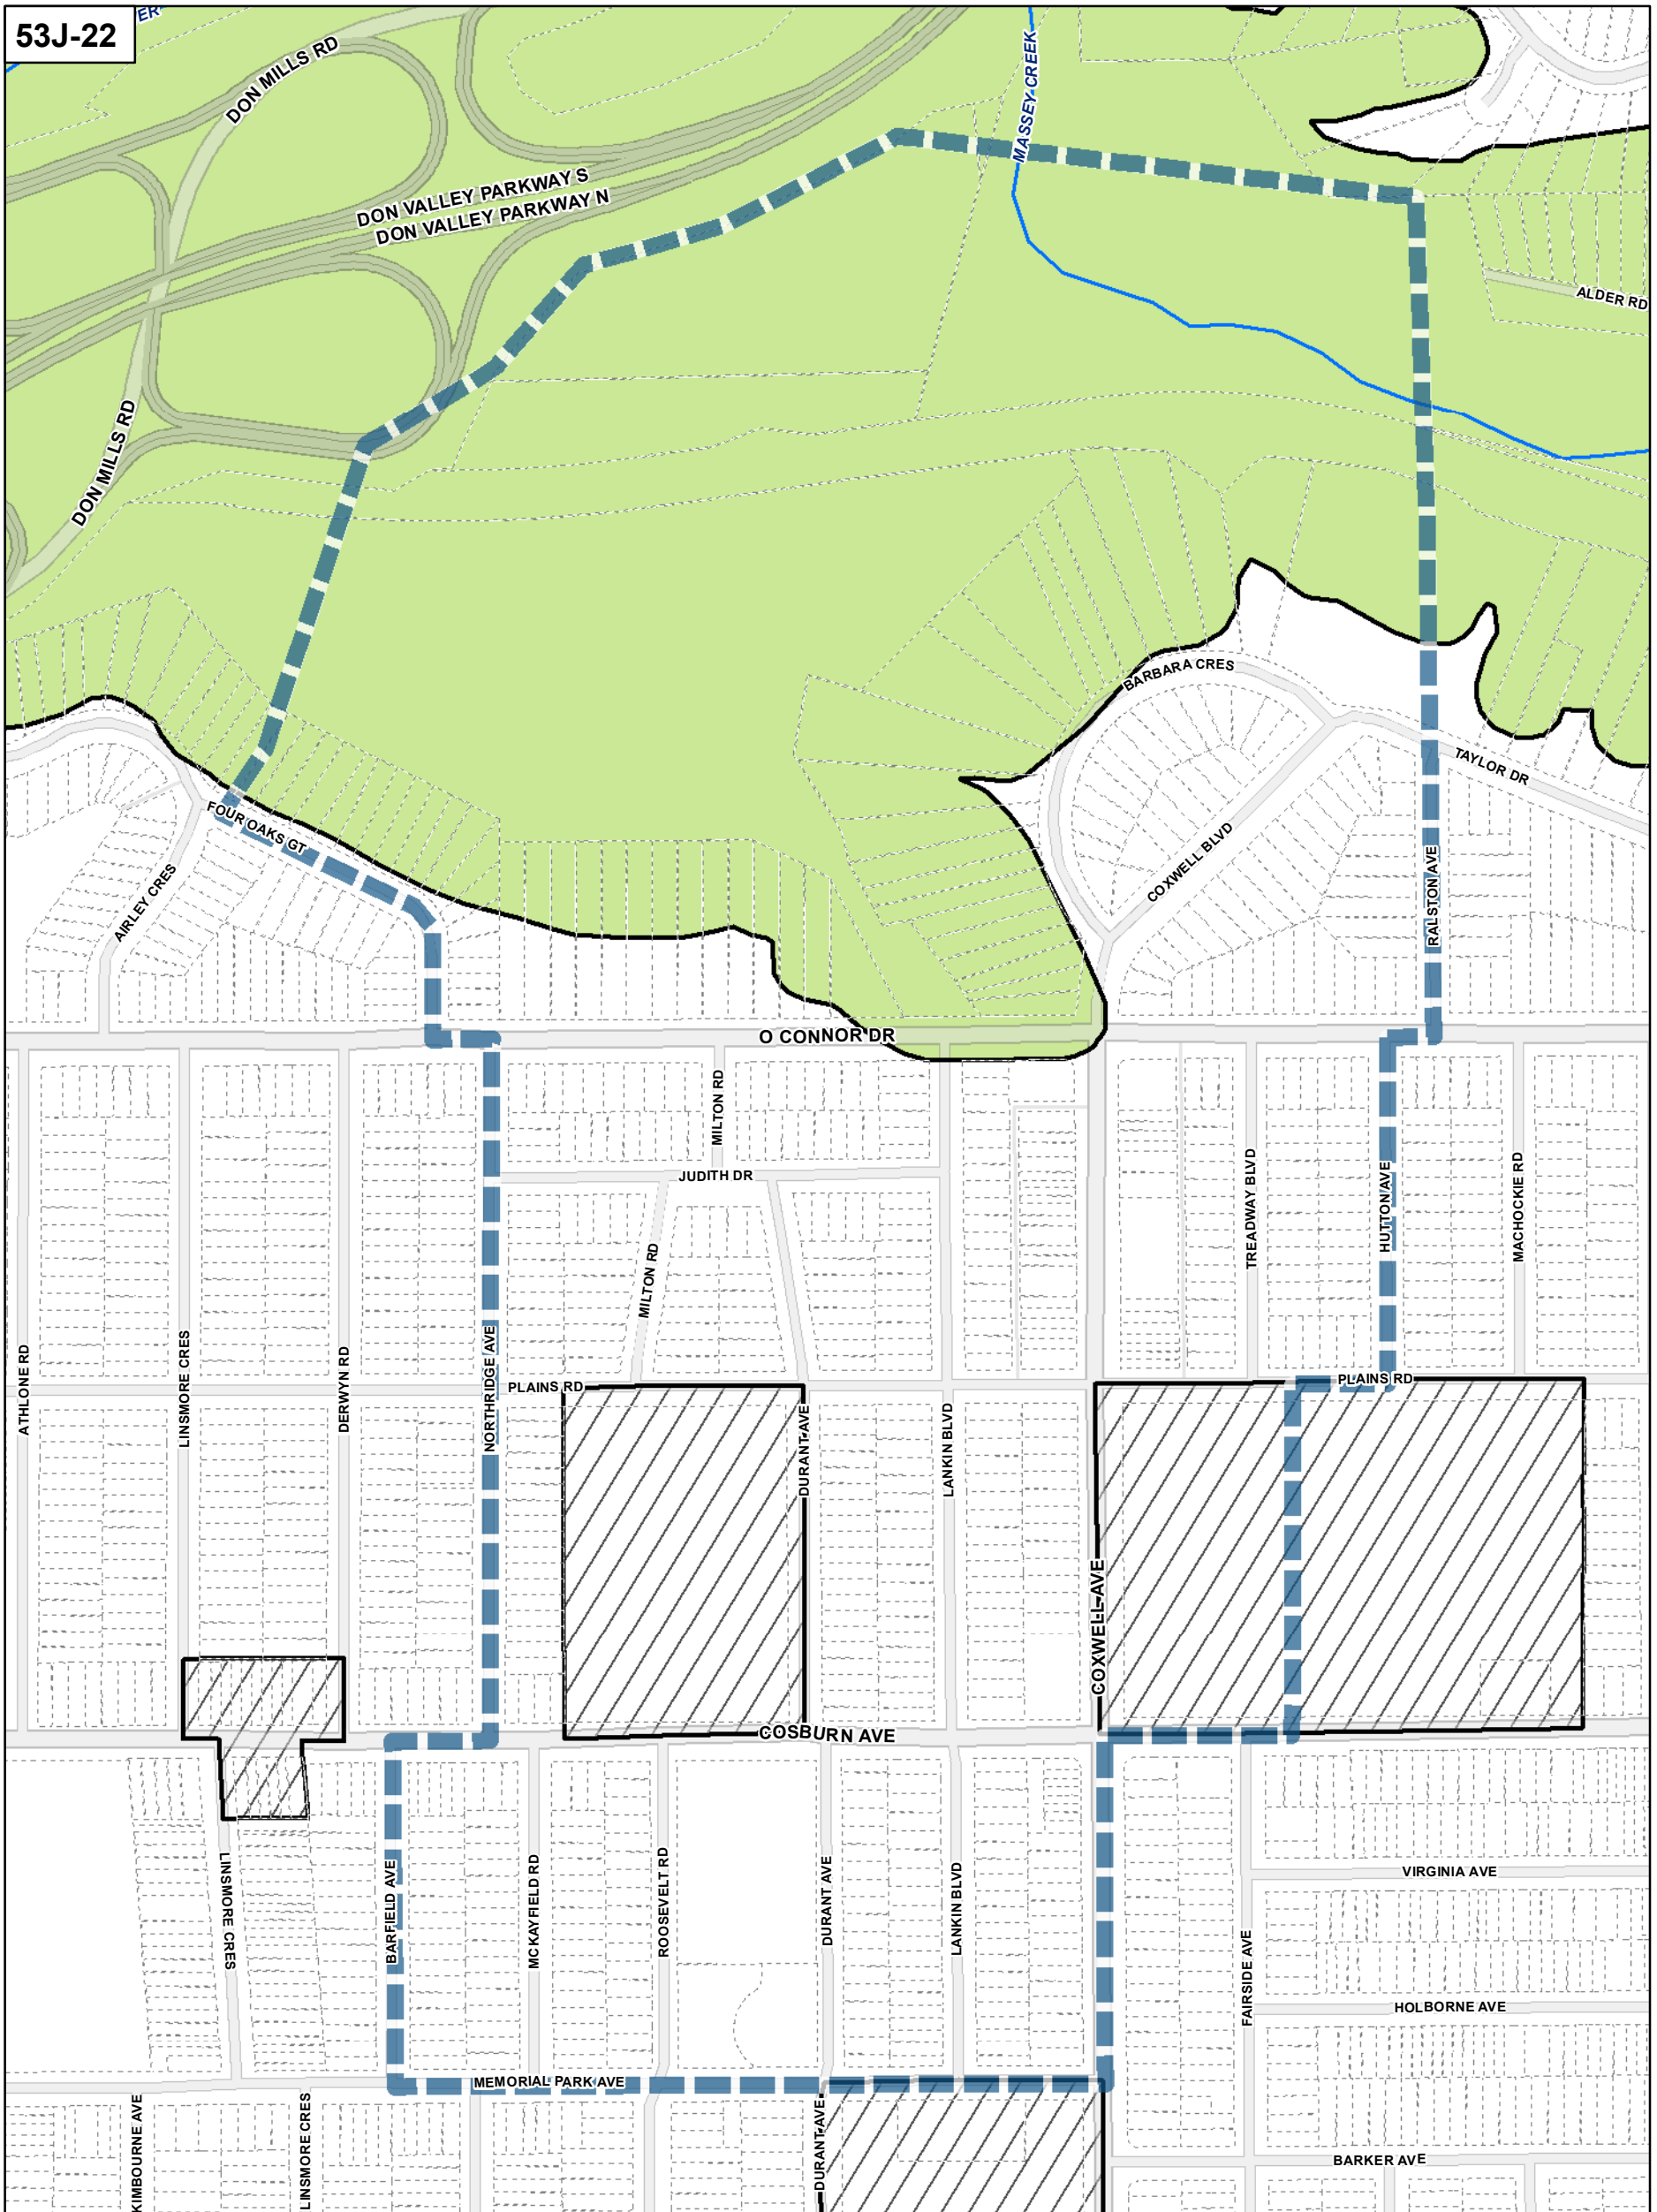 53J-22
ER
DON MILLS RD
MASSEY CREEK
DON VALLEY PARKWAY S
DON VALLEY PARKWAY N
ALDER RD
DON MILLS RD
BARBARA CRES
TAYLOR DR
FOUR OAKS GT
COXWELL BLVD
AIRLEY CRES
RALSTON AVE
O CONNOR DR
MILTON RD
JUDITH DR
TREADWAY BLVD
HUTTON AVE
MACHOCKIE RD
MILTON RD
ATHLONE RD
LINSMORE CRES
DERWYN RD
NORTHRIDGE AVE
PLAINS RD
PLAINS RD
DURANT AVE
LANKIN BLVD
COXWELL AVE
COSBURN AVE
LINSMORE CRES
BARFIELD AVE
MCKAYFIELD RD
ROOSEVELT RD
DURANT AVE
LANKIN BLVD
VIRGINIA AVE
FAIRSIDE AVE
HOLBORNE AVE
MEMORIAL PARK AVE
KIMBOURNE AVE
LINSMORE CRES
DURANT AVE
BARKER AVE